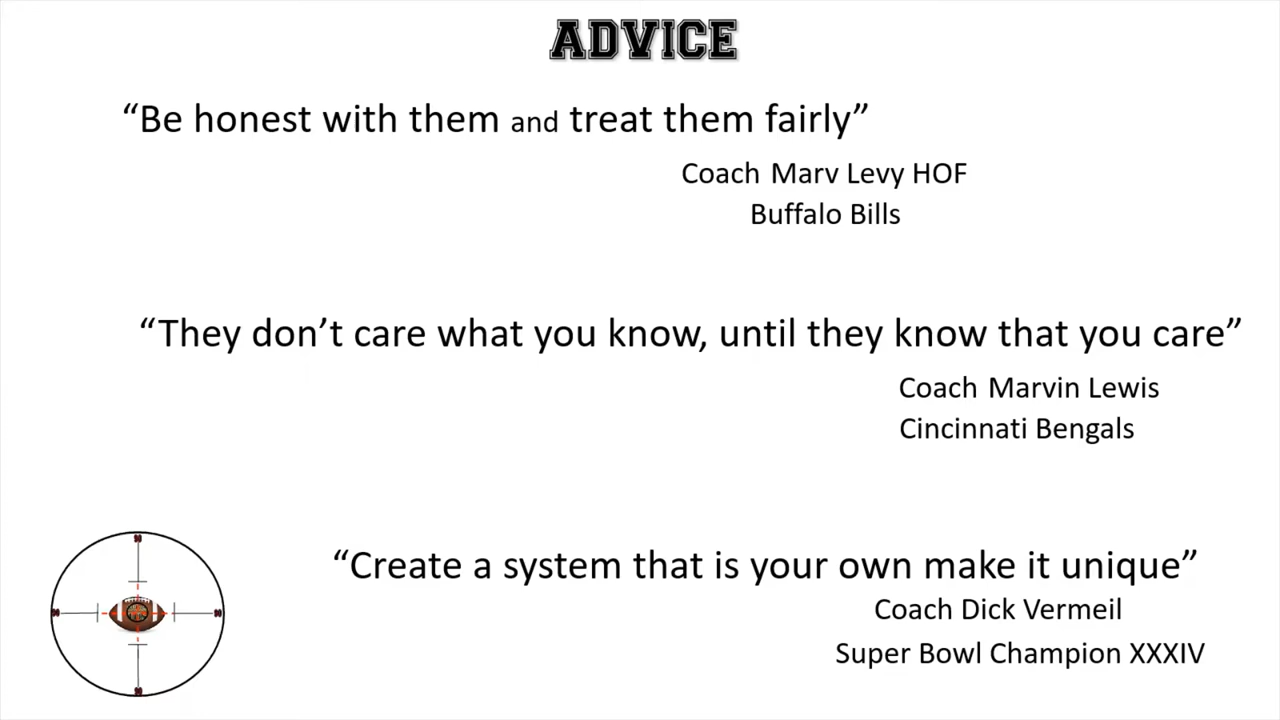 ADVICE
“Be honest with them and treat them fairly”
Coach Marv Levy HOF
Buffalo Bills
“They don’t care what you know, until they know that you care”
Coach Marvin Lewis
Cincinnati Bengals
“Create a system that is your own make it unique”
Coach Dick Vermeil
Super Bowl Champion XXXIV